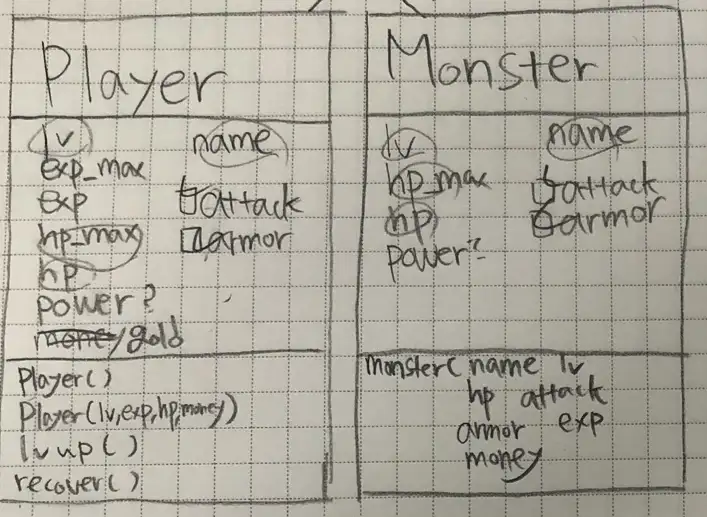 Player
lv name
exp_max
exp attack
hp_max armor
hp
power?
money/gold
Player()
Player(lv,exp,hp,money)
lvup()
recover()
Monster
lv name
hp_max attack
hp armor
power?
Monster(name lv
hp attack
armor exp
money